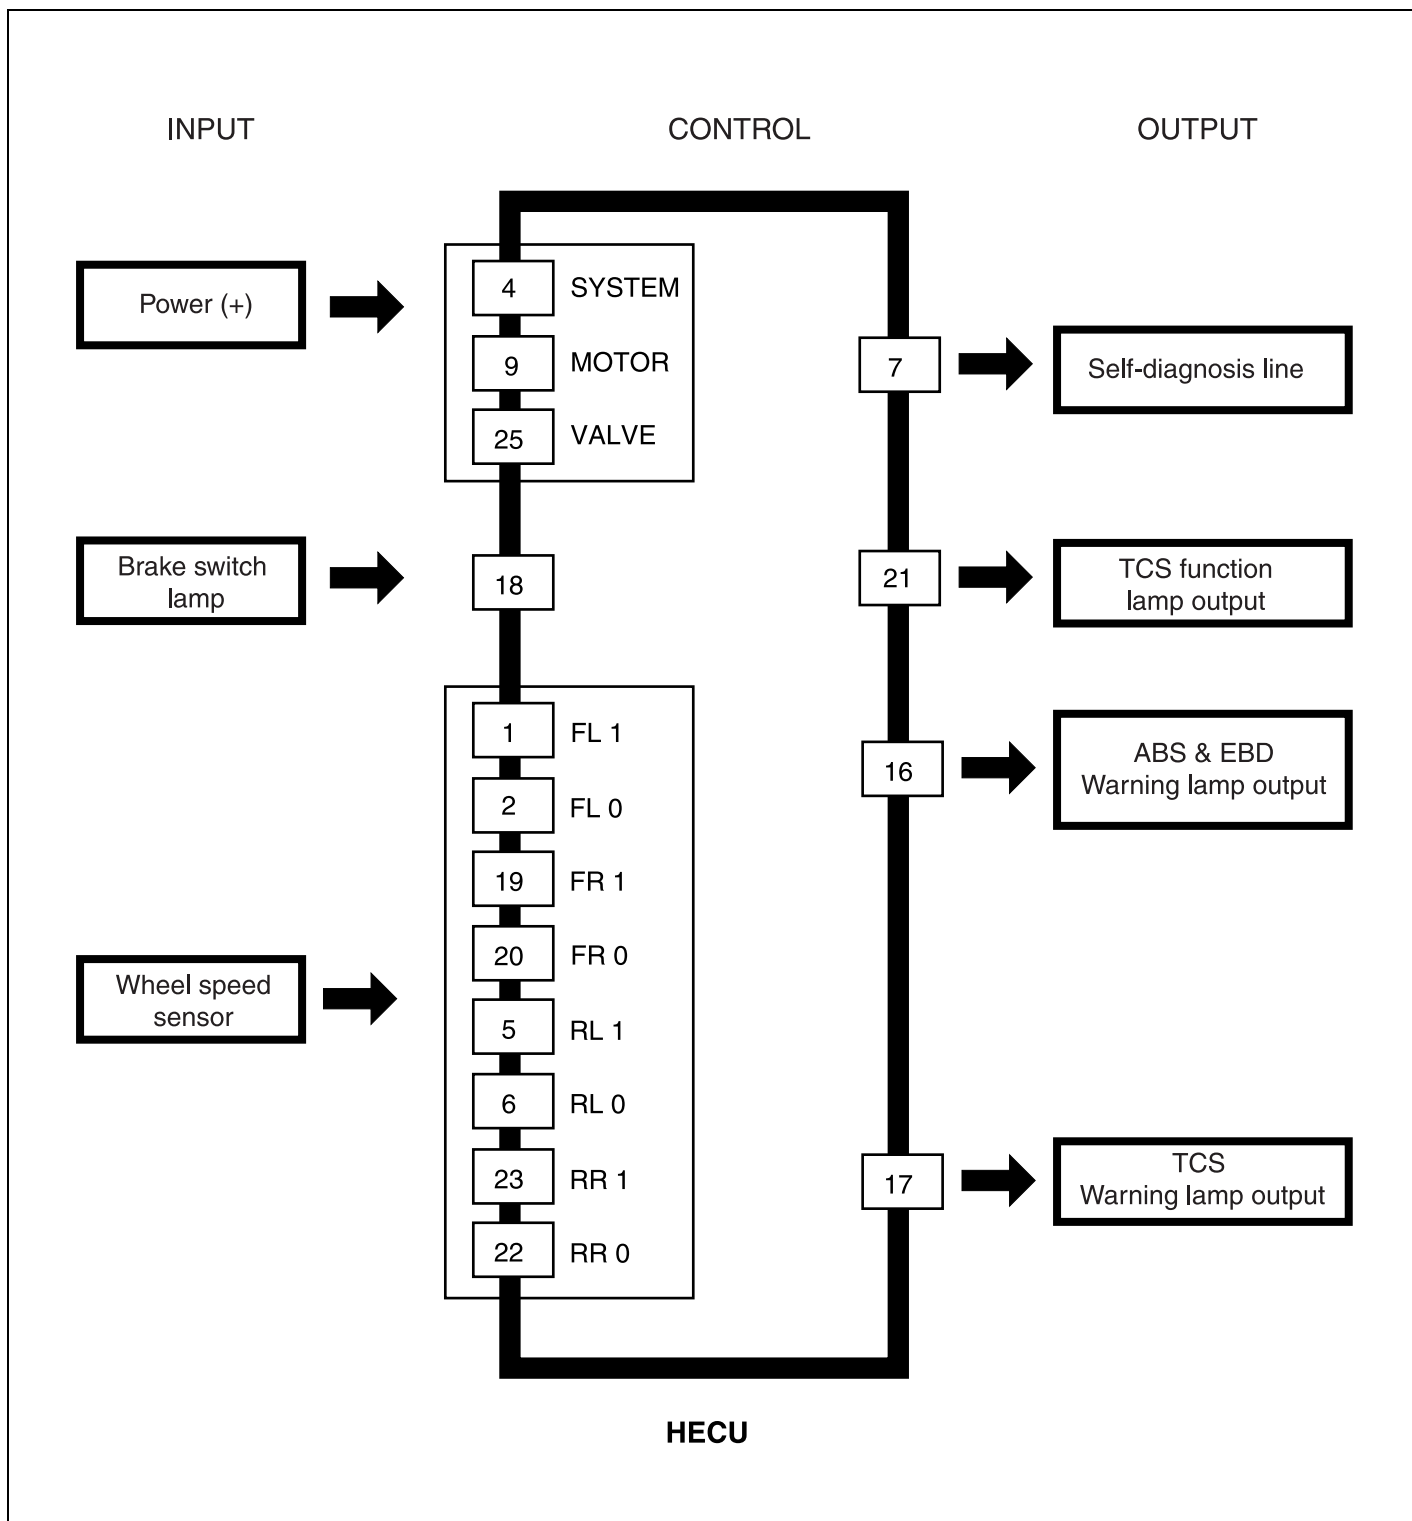 INPUT
CONTROL
OUTPUT
Power (+)
4 SYSTEM
9 MOTOR
25 VALVE
7
Self-diagnosis line
Brake switch
lamp
18
21
TCS function
lamp output
1 FL 1
2 FL 0
19 FR 1
20 FR 0
5 RL 1
6 RL 0
23 RR 1
22 RR 0
16
ABS & EBD
Warning lamp output
Wheel speed
sensor
17
TCS
Warning lamp output
HECU